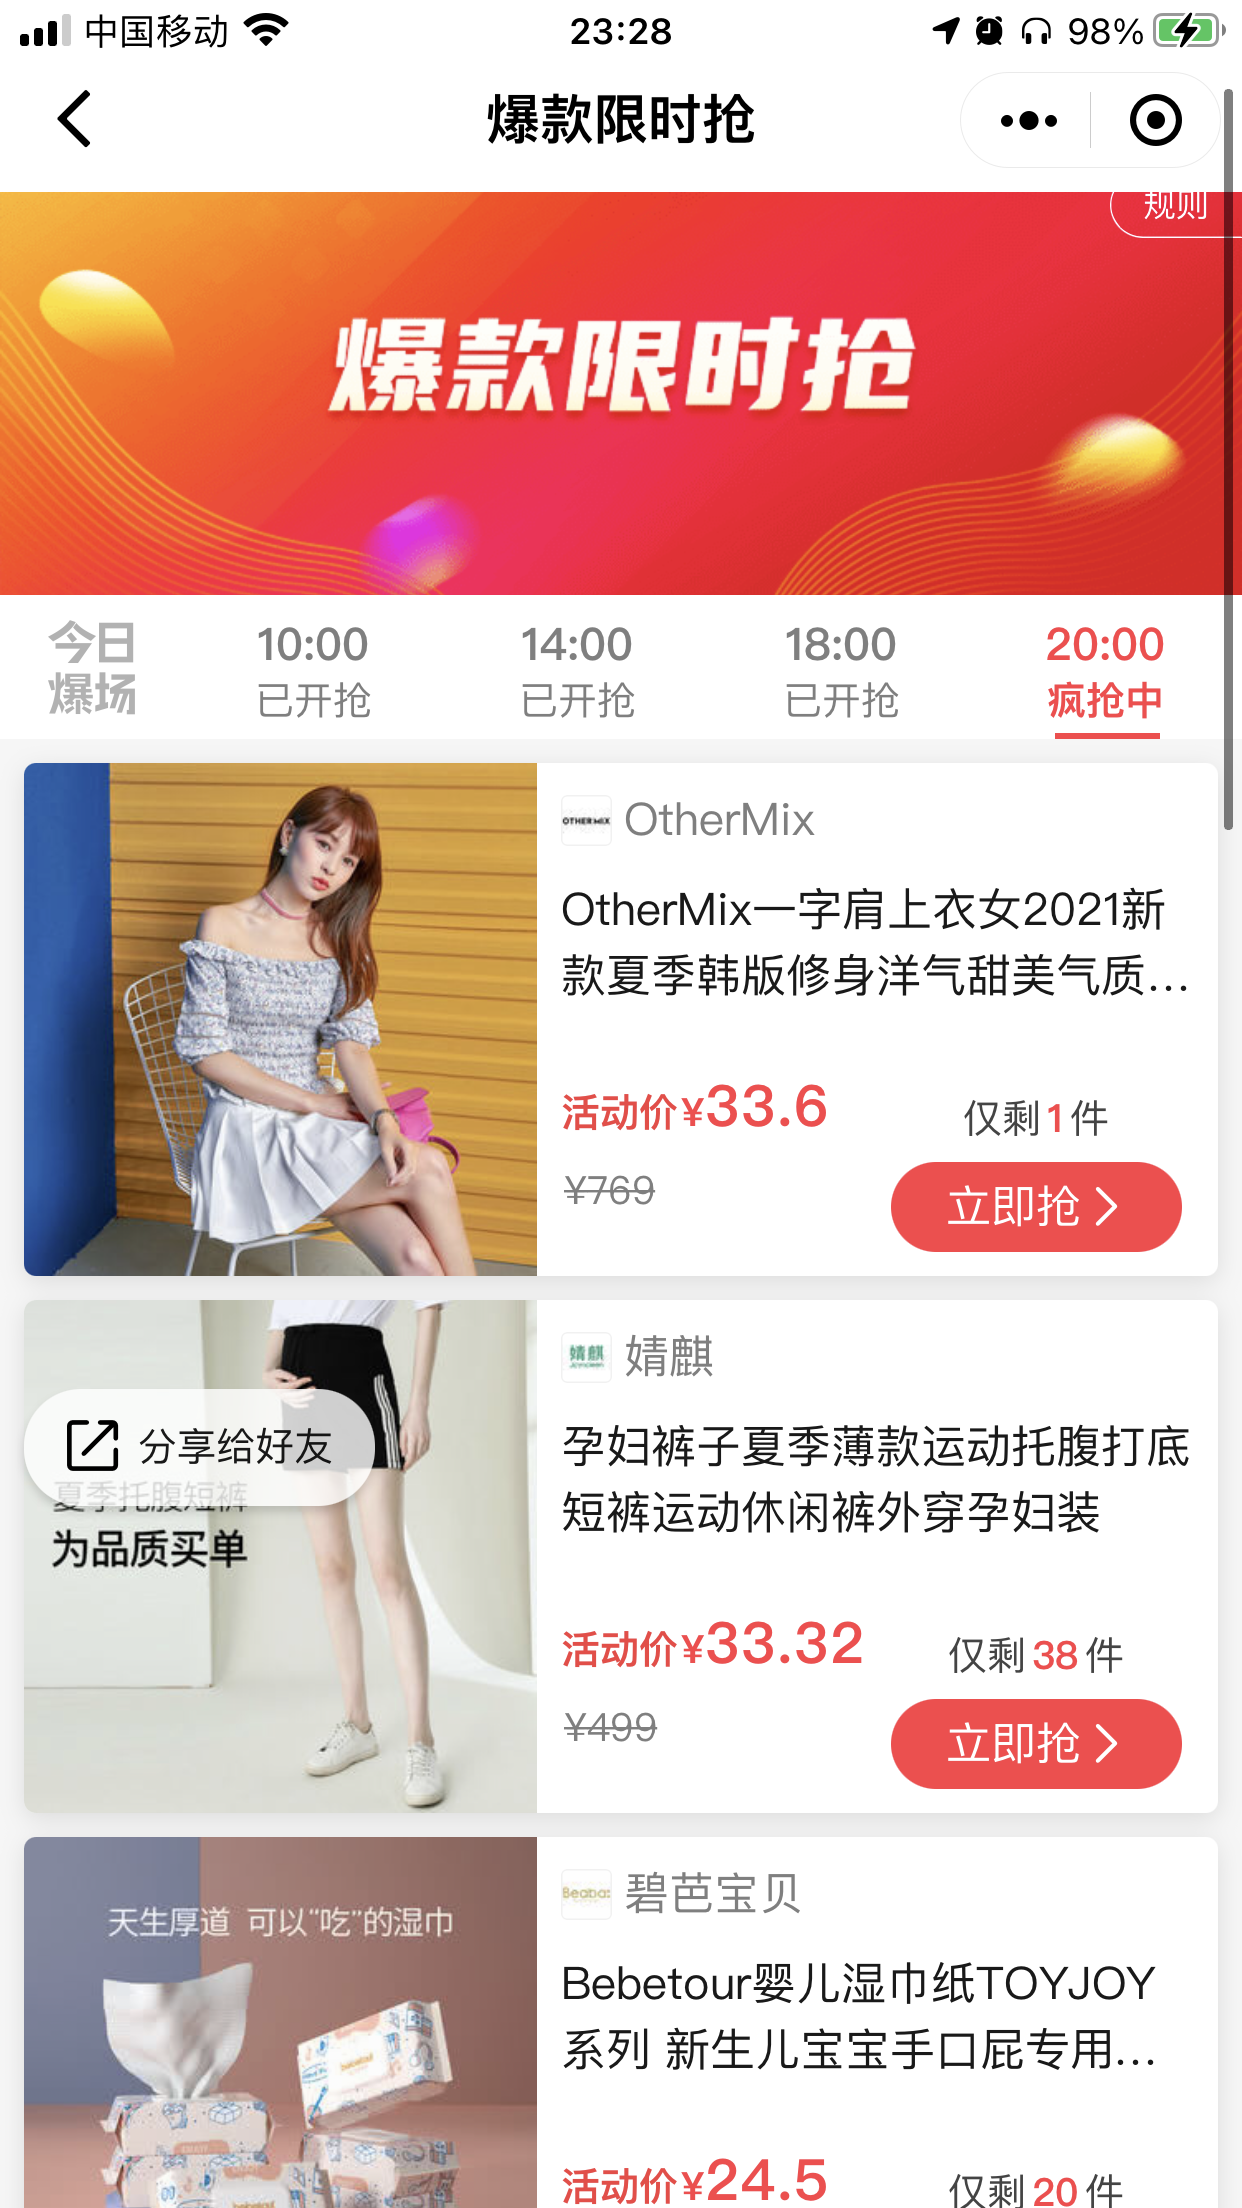 中国移动
23:28
98%
爆款限时抢
规则
爆款限时抢
今日
爆场
10:00
已开抢
14:00
已开抢
18:00
已开抢
20:00
疯抢中
OTHER MIX
OtherMix
OtherMix一字肩上衣女2021新
款夏季韩版修身洋气甜美气质...
活动价¥33.6
仅剩1件
¥769
立即抢
婧麒
婧麒
孕妇裤子夏季薄款运动托腹打底
短裤运动休闲裤外穿孕妇装
分享给好友
夏季托腹短裤
为品质买单
活动价¥33.32
仅剩38件
¥499
立即抢
天生厚道 可以“吃”的湿巾
碧芭宝贝
Bebetour婴儿湿巾纸TOYJOY
系列 新生儿宝宝手口屁专用...
bebetour
bebetour
活动价¥24.5
仅剩20件